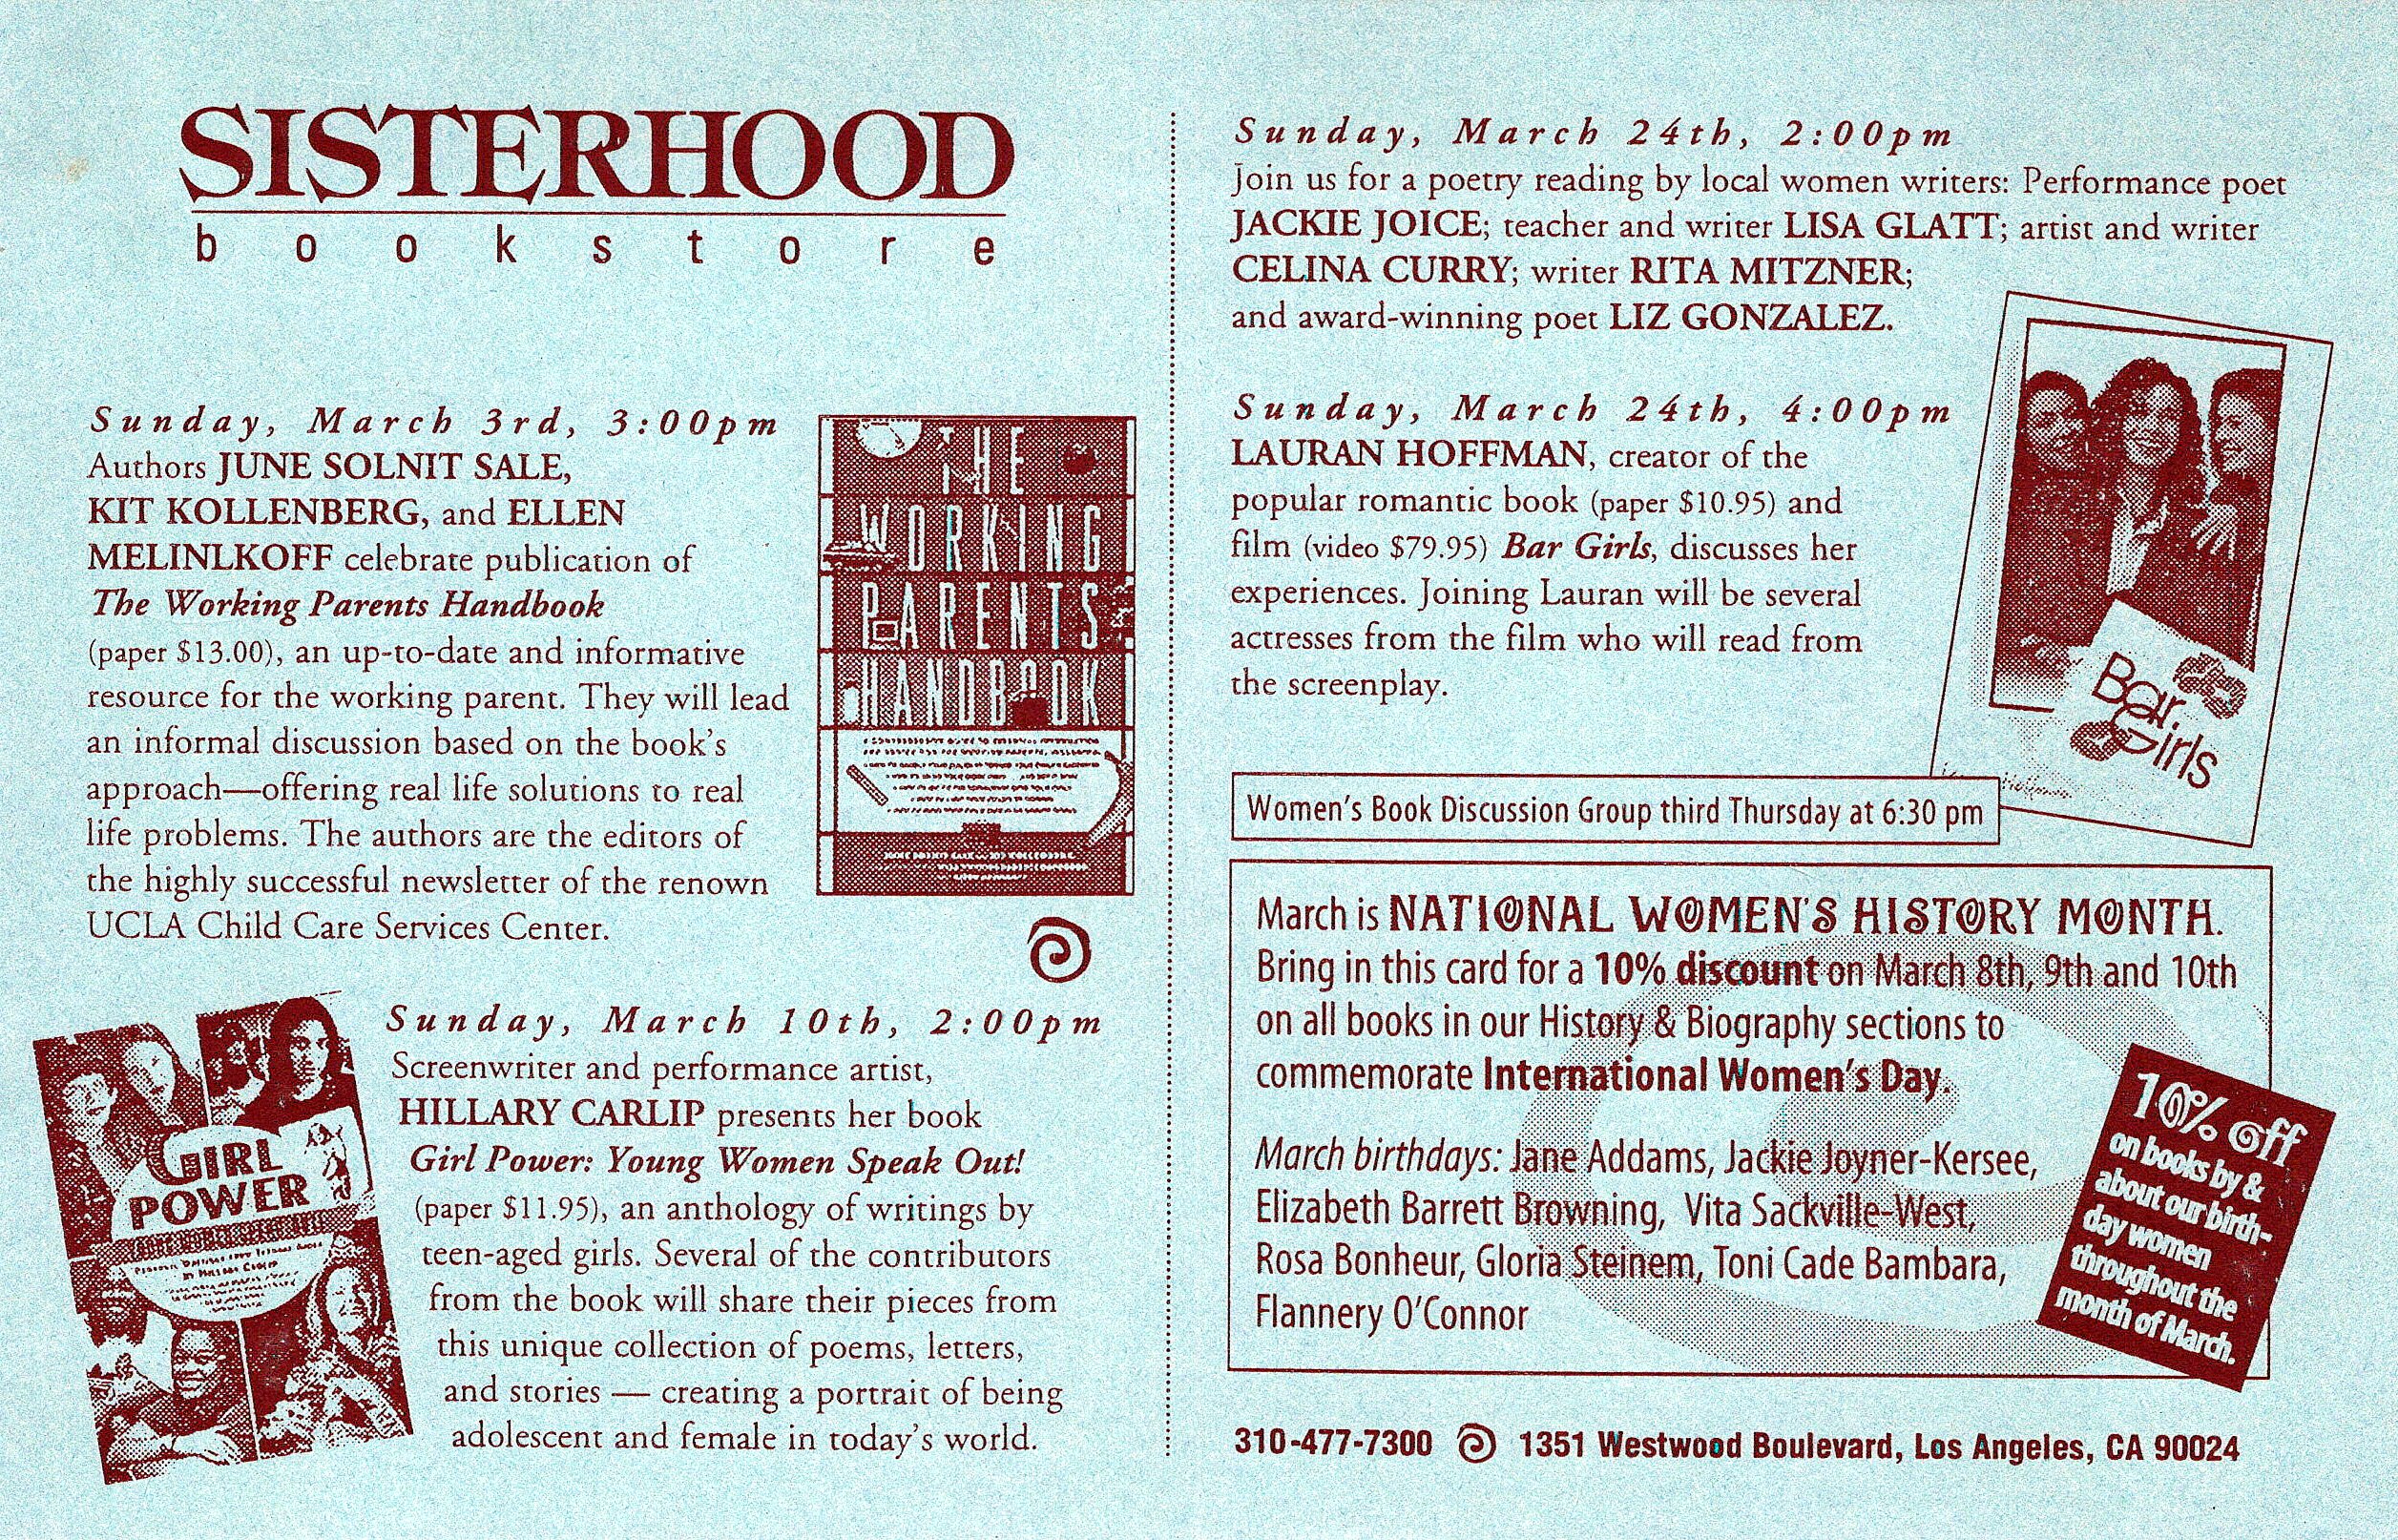 SISTERHOOD
bookstore
Sunday, March 3rd, 3:00pm
Authors JUNE SOLNIT SALE,
KIT KOLLENBERG, and ELLEN
MELINLKOFF celebrate publication of
The Working Parents Handbook
(paper $13.00), an up-to-date and informative
resource for the working parent. They will lead
an informal discussion based on the book's
approach—offering real life solutions to real
life problems. The authors are the editors of
the highly successful newsletter of the renown
UCLA Child Care Services Center.
THE
WORKING
PARENTS
HANDBOOK
Sunday, March 10th, 2:00pm
Screenwriter and performance artist,
HILLARY CARLIP presents her book
Girl Power: Young Women Speak Out!
(paper $11.95), an anthology of writings by
teen-aged girls. Several of the contributors
from the book will share their pieces from
this unique collection of poems, letters,
and stories — creating a portrait of being
adolescent and female in today's world.
GIRL
POWER
Sunday, March 24th, 2:00pm
Join us for a poetry reading by local women writers: Performance poet
JACKIE JOICE; teacher and writer LISA GLATT; artist and writer
CELINA CURRY; writer RITA MITZNER;
and award-winning poet LIZ GONZALEZ.
Sunday, March 24th, 4:00pm
LAURAN HOFFMAN, creator of the
popular romantic book (paper $10.95) and
film (video $79.95) Bar Girls, discusses her
experiences. Joining Lauran will be several
actresses from the film who will read from
the screenplay.
Bar
Girls
Women's Book Discussion Group third Thursday at 6:30 pm
March is NATIONAL WOMEN'S HISTORY MONTH.
Bring in this card for a 10% discount on March 8th, 9th and 10th
on all books in our History & Biography sections to
commemorate International Women's Day.
March birthdays: Jane Addams, Jackie Joyner-Kersee,
Elizabeth Barrett Browning, Vita Sackville-West,
Rosa Bonheur, Gloria Steinem, Toni Cade Bambara,
Flannery O'Connor
10% off
on books by &
about our birth-
day women
throughout the
month of March.
310-477-7300 1351 Westwood Boulevard, Los Angeles, CA 90024